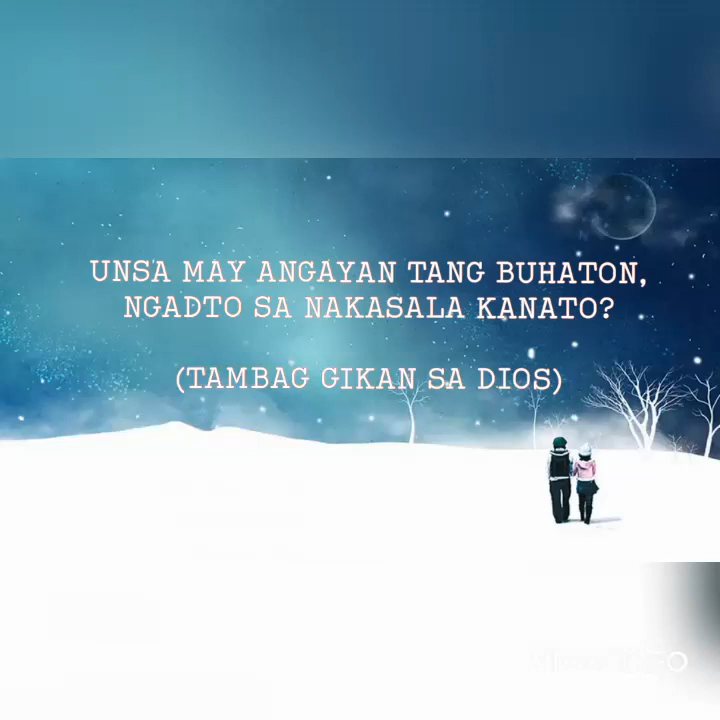 UNSA MAY ANGAYAN TANG BUHATON,
NGADTO SA NAKASALA KANATO?
(TAMBAG GIKAN SA DIOS)